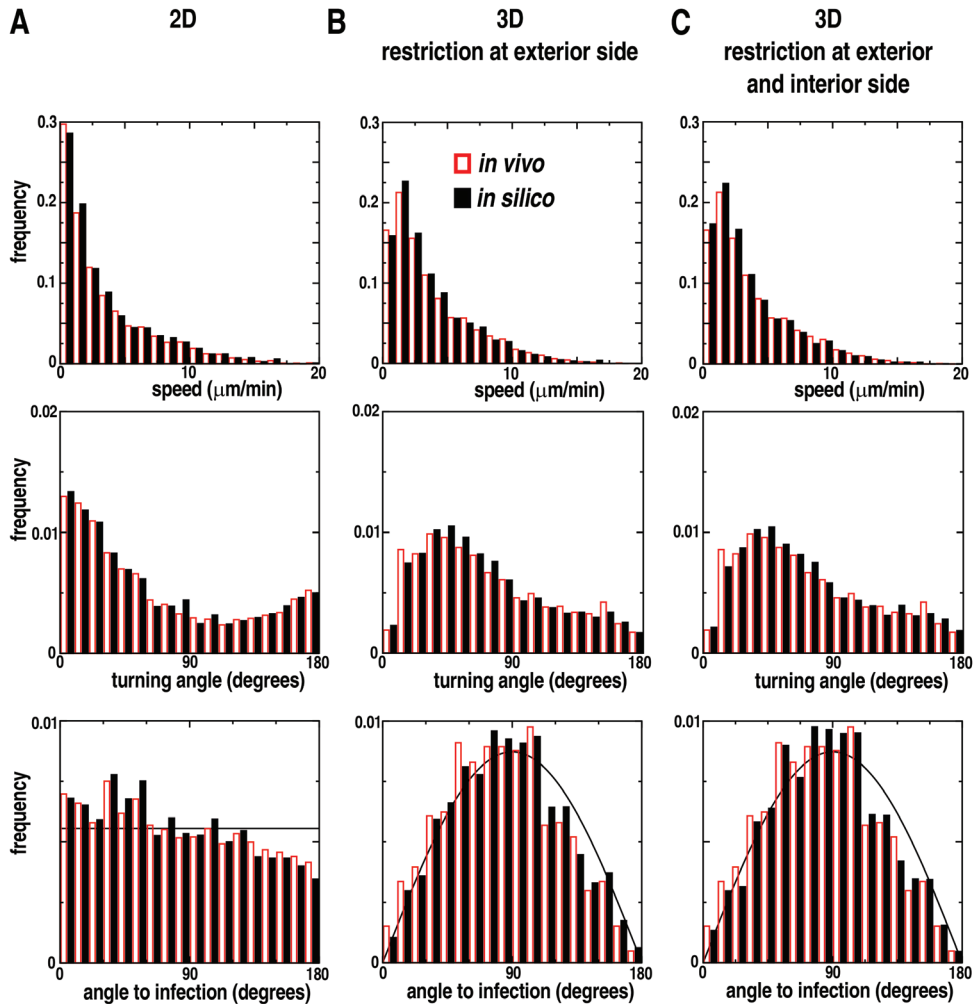 A 2D B 3D C 3D
restriction at exterior side restriction at exterior
and interior side
0.3 0.3 0.3
in vivo
in silico
frequency
0.2 0.2 0.2
0.1 0.1 0.1
0 0 0
0 10 20 0 10 20 0 10 20
speed (μm/min) speed (μm/min) speed (μm/min)
0.02 0.02 0.02
frequency
0.01 0.01 0.01
0 0 0
0 90 180 0 90 180 0 90 180
turning angle (degrees) turning angle (degrees) turning angle (degrees)
0.01 0.01 0.01
frequency
0 0 0
0 90 180 0 90 180 0 90 180
angle to infection (degrees) angle to infection (degrees) angle to infection (degrees)